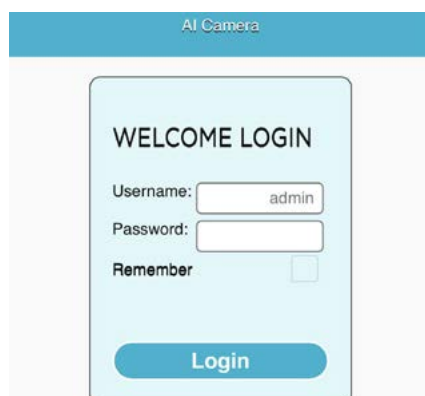 AI Camera
WELCOME LOGIN
Username: admin
Password:
Remember
Login